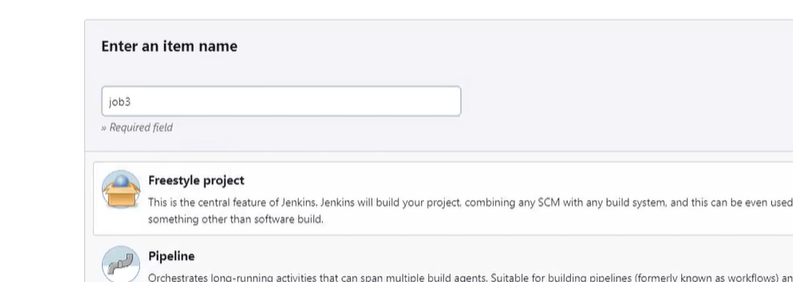 Enter an item name
job3
» Required field
Freestyle project
This is the central feature of Jenkins. Jenkins will build your project, combining any SCM with any build system, and this can be even used
something other than software build.
Pipeline
Orchestrates long-running activities that can span multiple build agents. Suitable for building pipelines (formerly known as workflows) an